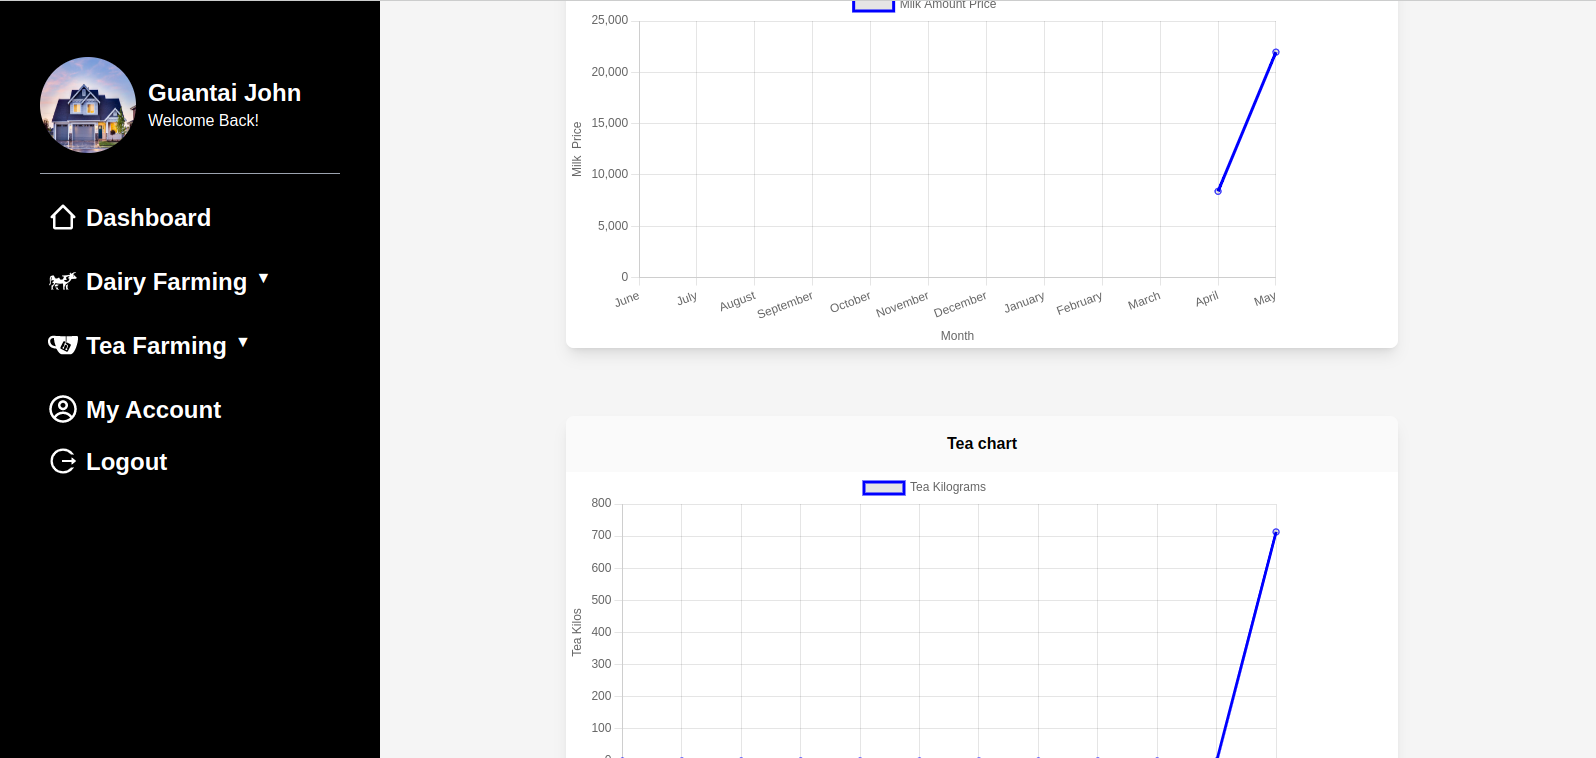 Guantai John
Welcome Back!
Dashboard
Dairy Farming ▼
Tea Farming ▼
My Account
Logout
Milk Amount Price
25,000
20,000
15,000
10,000
5,000
0
Milk Price
June July August September October November December January February March April May
Month
Tea chart
Tea Kilograms
800
700
600
500
400
300
200
100
0
Tea Kilos